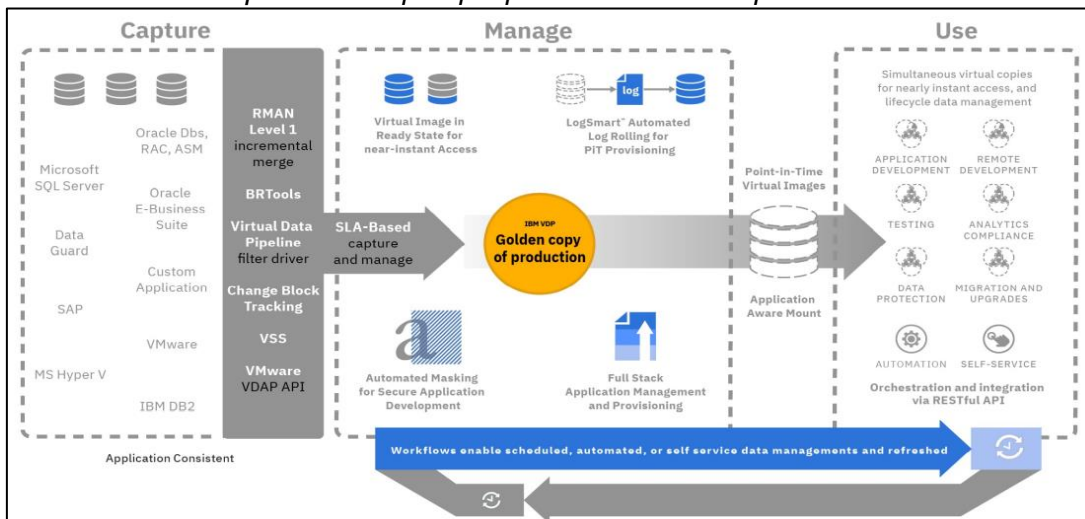 Capture
Manage
Use
Microsoft
SQL Server
Data
Guard
SAP
MS Hyper V
Oracle Dbs,
RAC, ASM
Oracle
E-Business
Suite
Custom
Application
VMware
IBM DB2
Application Consistent
RMAN
Level 1
incremental
merge
BRTools
Virtual Data
Pipeline
filter driver
Change Block
Tracking
VSS
VMware
VDAP API
SLA-Based
capture
and manage
Virtual Image in
Ready State for
near-instant Access
log
LogSmart™ Automated
Log Rolling for
PiT Provisioning
IBM VDP
Golden copy
of production
a
Automated Masking
for Secure Application
Development
Full Stack
Application Management
and Provisioning
Point-in-Time
Virtual Images
Application
Aware Mount
Simultaneous virtual copies
for nearly instant access, and
lifecycle data management
APPLICATION
DEVELOPMENT
REMOTE
DEVELOPMENT
TESTING
ANALYTICS
COMPLIANCE
DATA
PROTECTION
MIGRATION AND
UPGRADES
AUTOMATION
SELF-SERVICE
Orchestration and integration
via RESTful API
Workflows enable scheduled, automated, or self service data managements and refreshed